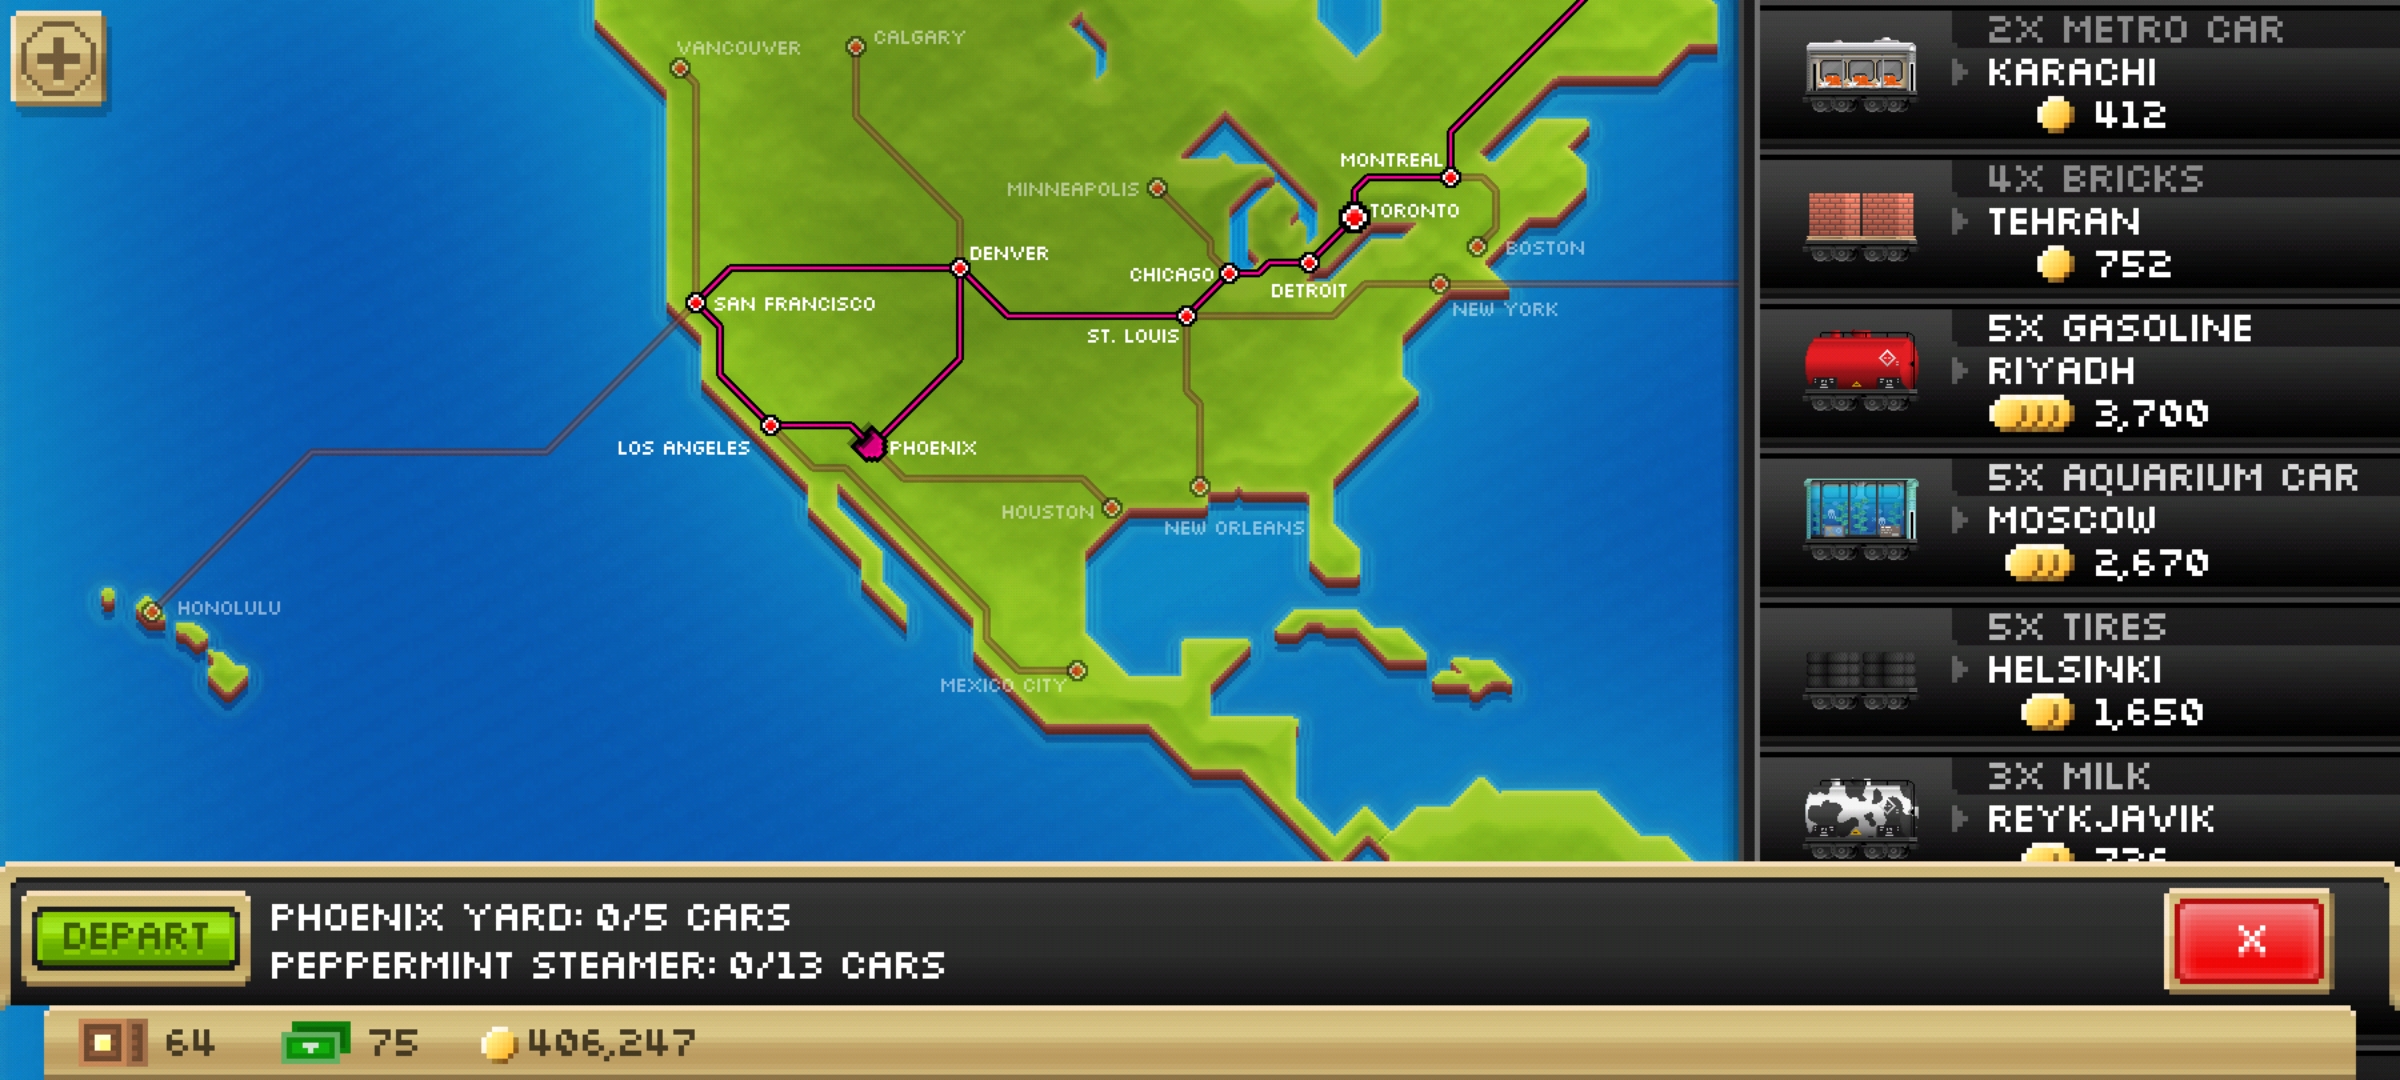 VANCOUVER
CALGARY
MINNEAPOLIS
MONTREAL
TORONTO
BOSTON
DENVER
CHICAGO
DETROIT
NEW YORK
SAN FRANCISCO
ST. LOUIS
LOS ANGELES
PHOENIX
HOUSTON
NEW ORLEANS
HONOLULU
MEXICO CITY
2X METRO CAR
KARACHI
412
4X BRICKS
TEHRAN
752
5X GASOLINE
RIYADH
3,700
5X AQUARIUM CAR
MOSCOW
2,670
5X TIRES
HELSINKI
1,650
3X MILK
REYKJAVIK
DEPART
PHOENIX YARD: 0/5 CARS
PEPPERMINT STEAMER: 0/13 CARS
X
64
75
406,247